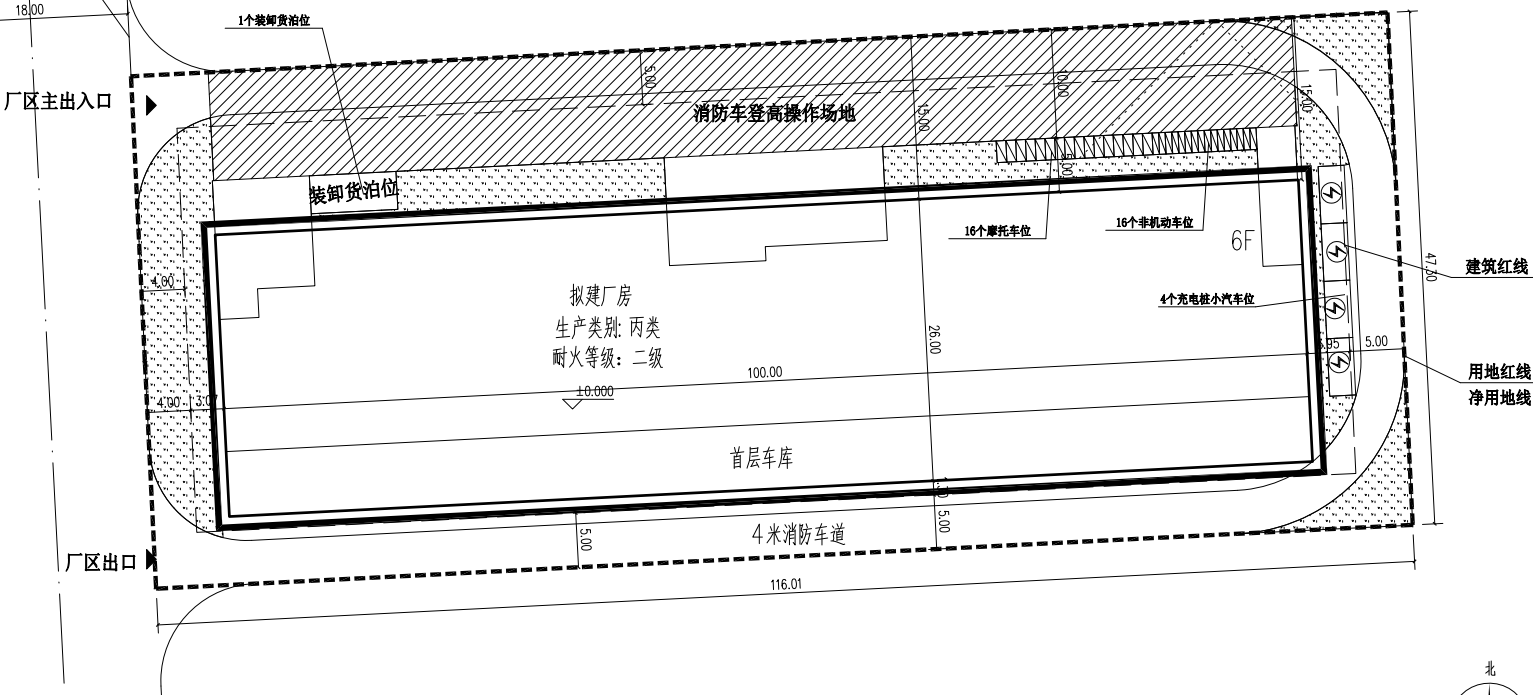 18.00
1个装卸货泊位
厂区主出入口
5.00
消防车登高操作场地
15.00
10.00
15.00
装卸货泊位
5.00
16个摩托车位
16个非机动车位
6F
建筑红线
47.30
4.00
拟建厂房
生产类别: 丙类
耐火等级: 二级
4个充电桩小汽车位
26.00
5.00
100.00
±0.000
用地红线
净用地线
4.00
首层车库
5.00
5.00
4米消防车道
厂区出口
116.01
北